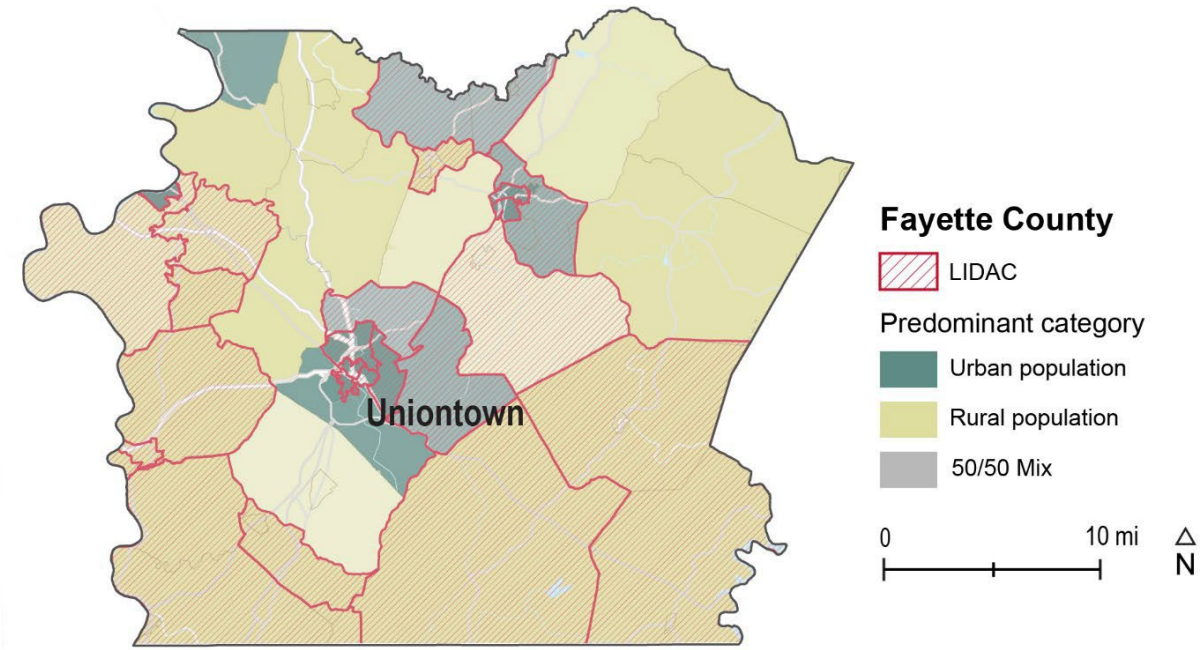 Uniontown
Fayette County
LIDAC
Predominant category
Urban population
Rural population
50/50 Mix
0 10 mi
N